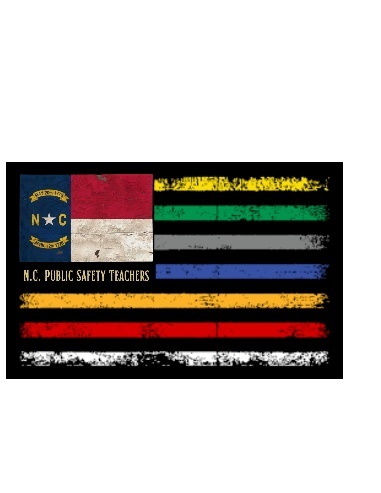 N ★ C
N.C. PUBLIC SAFETY TEACHERS